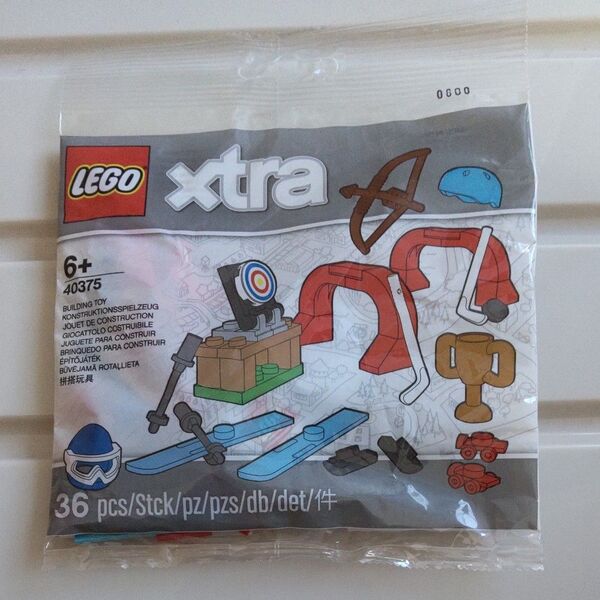 0600
LEGO xtra
6+
40375
BUILDING TOY
KONSTRUKTIONSSPIELZEUG
JOUET DE CONSTRUCTION
GIOCATTOLO COSTRUIBILE
JUGUETE PARA CONSTRUIR
BRINQUEDO PARA CONSTRUIR
ÉPÍTŐJÁTÉK
BŪVĒJAMĀ ROTAĻLIETA
拼搭玩具
36 pcs/Stck/pz/pzs/db/det/件